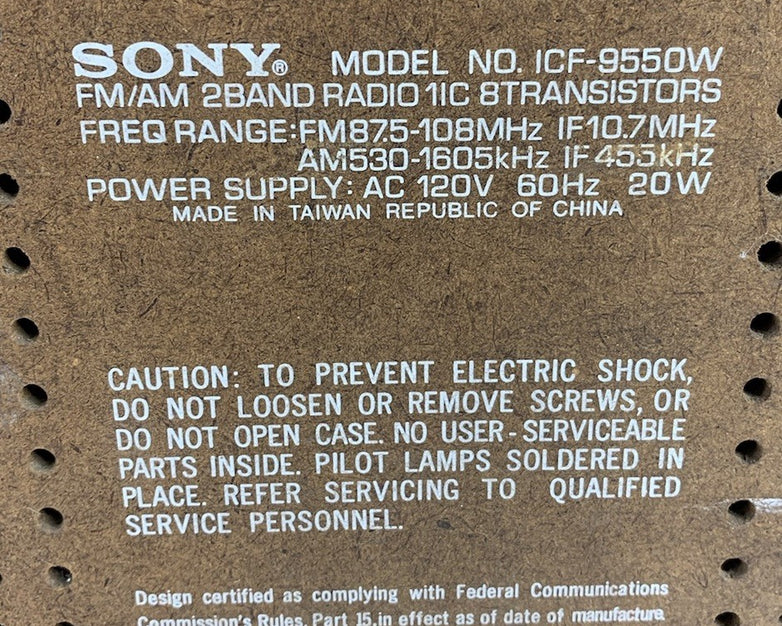 SONY® MODEL NO. ICF-9550W
FM/AM 2BAND RADIO 1IC 8TRANSISTORS
FREQ RANGE:FM87.5-108MHz IF10.7MHz
AM530-1605kHz IF 455kHz
POWER SUPPLY: AC 120V 60Hz 20W
MADE IN TAIWAN REPUBLIC OF CHINA
CAUTION: TO PREVENT ELECTRIC SHOCK,
DO NOT LOOSEN OR REMOVE SCREWS, OR
DO NOT OPEN CASE. NO USER-SERVICEABLE
PARTS INSIDE. PILOT LAMPS SOLDERED IN
PLACE. REFER SERVICING TO QUALIFIED
SERVICE PERSONNEL.
Design certified as complying with Federal Communications
Commission's Rules, Part 15, in effect as of date of manufacture.